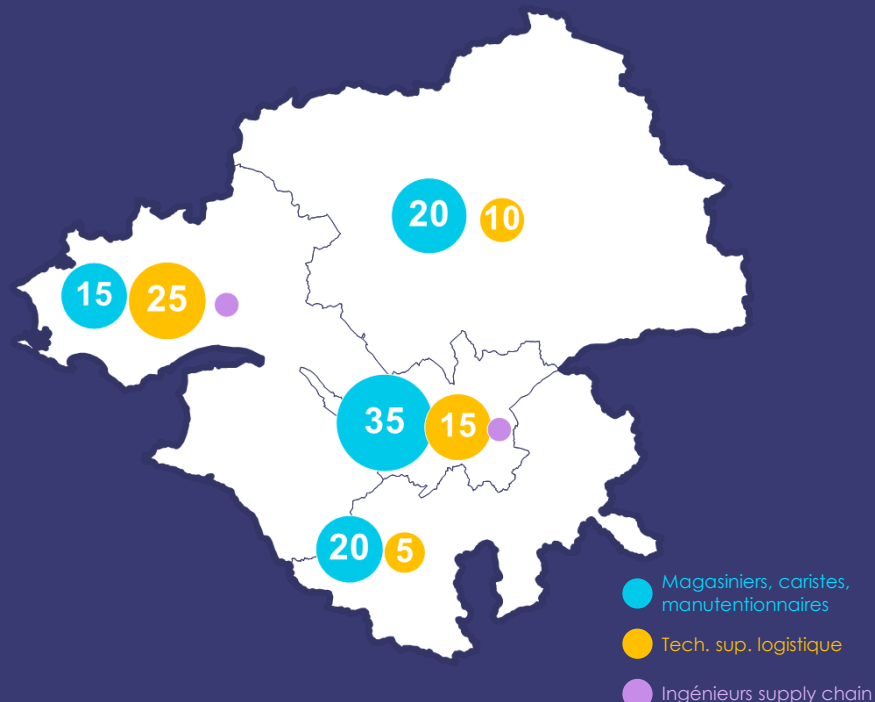 20
10
15
25
35
15
20
5
Magasiniers, caristes,
manutentionnaires
Tech. sup. logistique
Ingénieurs supply chain